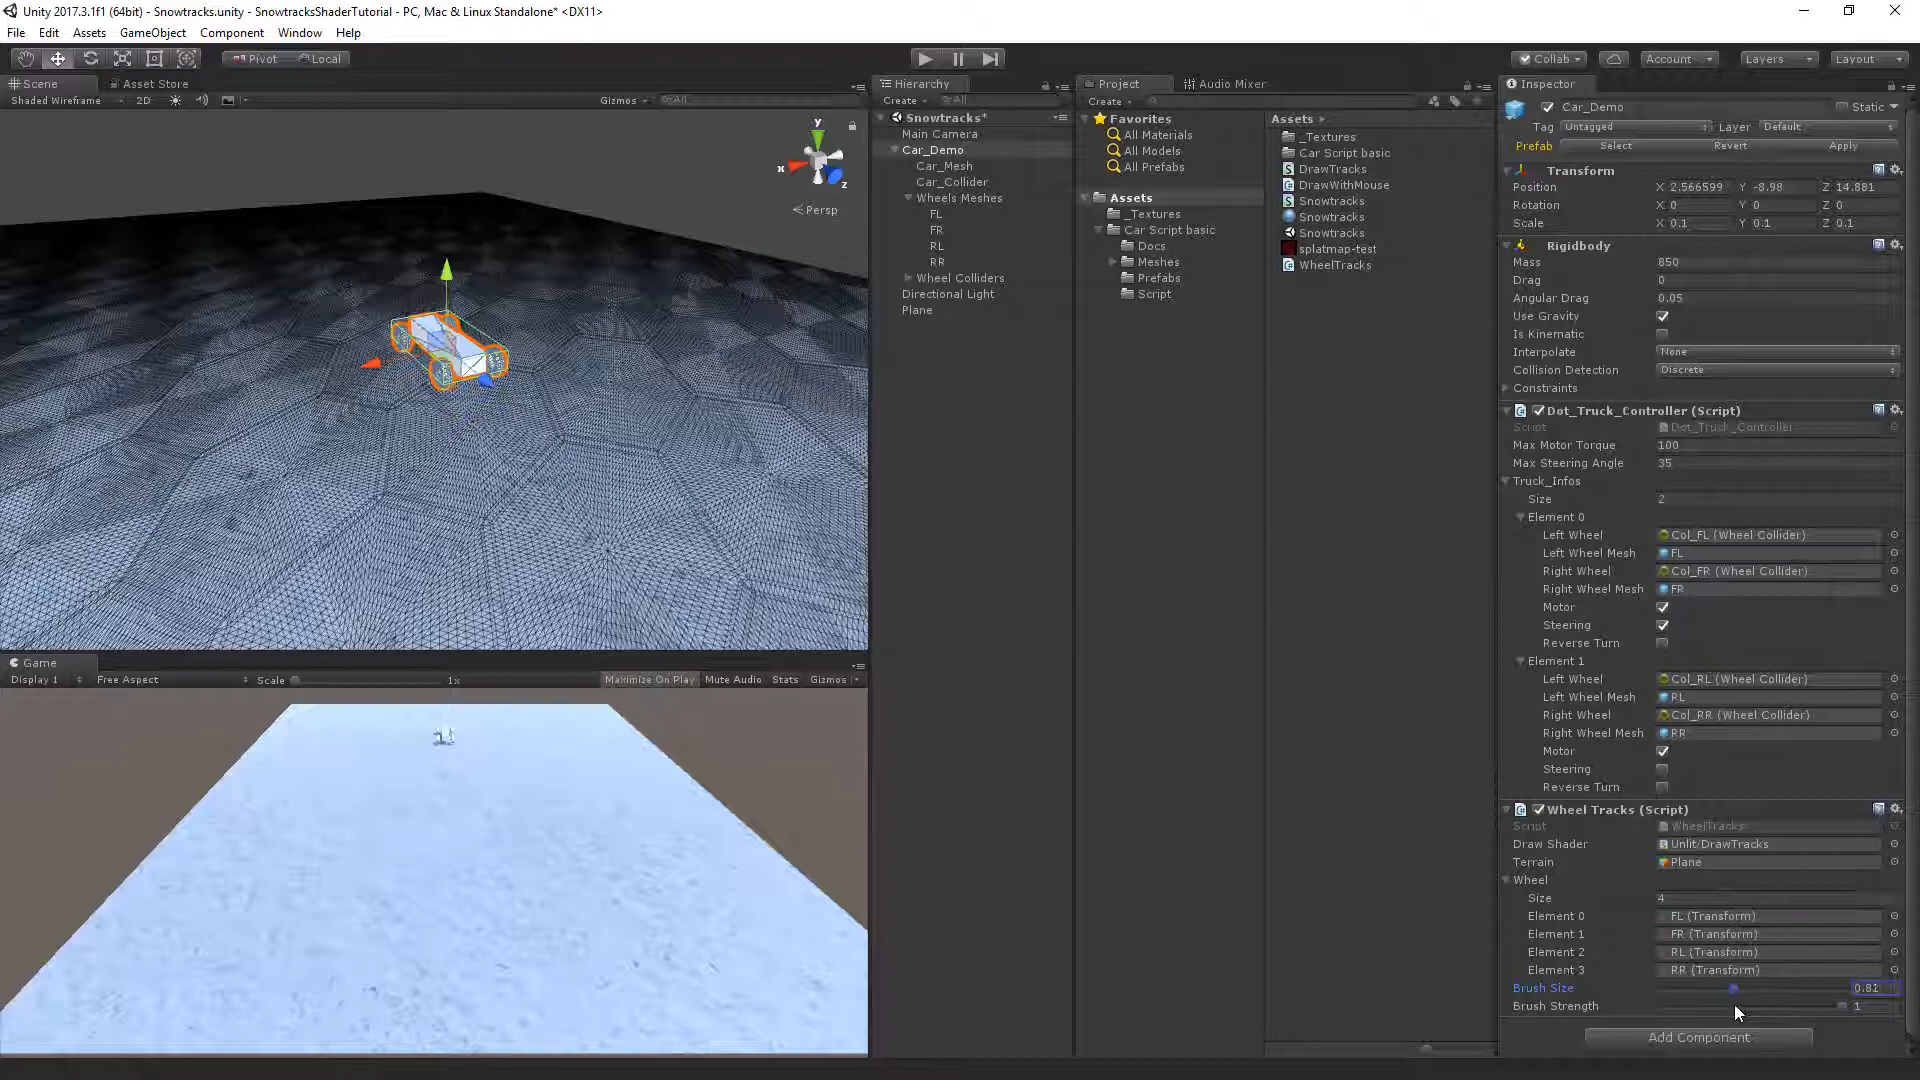 Unity 2017.3.1f1 (64bit) - Snowtracks.unity - SnowtracksShaderTutorial - PC, Mac & Linux Standalone* <DX11>
File Edit Assets GameObject Component Window Help
Pivot Local Collab Account Layers Layout
Scene Asset Store
Shaded Wireframe 2D Gizmos All
y
x
z
Persp
Game
Display 1 Free Aspect Scale 1x Maximize On Play Mute Audio Stats Gizmos
Hierarchy
Create All
Snowtracks*
Main Camera
Car_Demo
Car_Mesh
Car_Collider
Wheels Meshes
FL
FR
RL
RR
Wheel Colliders
Directional Light
Plane
Project Audio Mixer
Create
Favorites
All Materials
All Models
All Prefabs
Assets
_Textures
Car Script basic
Docs
Meshes
Prefabs
Script
Assets
_Textures
Car Script basic
DrawTracks
DrawWithMouse
Snowtracks
Snowtracks
Snowtracks
splatmap-test
WheelTracks
Inspector
Car_Demo Static
Tag Untagged Layer Default
Prefab Select Revert Apply
Transform
Position X 2.566599 Y -8.98 Z 14.881
Rotation X 0 Y 0 Z 0
Scale X 0.1 Y 0.1 Z 0.1
Rigidbody
Mass 850
Drag 0
Angular Drag 0.05
Use Gravity
Is Kinematic
Interpolate None
Collision Detection Discrete
Constraints
Dot_Truck_Controller (Script)
Script Dot_Truck_Controller
Max Motor Torque 100
Max Steering Angle 35
Truck_Infos
Size 2
Element 0
Left Wheel Col_FL (Wheel Collider)
Left Wheel Mesh FL
Right Wheel Col_FR (Wheel Collider)
Right Wheel Mesh FR
Motor
Steering
Reverse Turn
Element 1
Left Wheel Col_RL (Wheel Collider)
Left Wheel Mesh RL
Right Wheel Col_RR (Wheel Collider)
Right Wheel Mesh RR
Motor
Steering
Reverse Turn
Wheel Tracks (Script)
Script WheelTracks
Draw Shader Unlit/DrawTracks
Terrain Plane
Wheel
Size 4
Element 0 FL (Transform)
Element 1 FR (Transform)
Element 2 RL (Transform)
Element 3 RR (Transform)
Brush Size 0.81
Brush Strength 1
Add Component